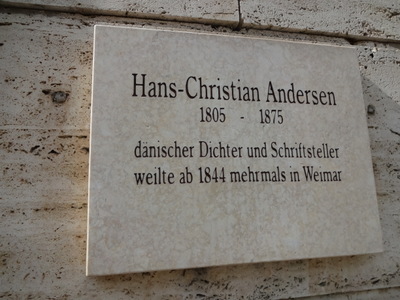 Hans-Christian Andersen
1805 - 1875
dänischer Dichter und Schriftsteller
weilte ab 1844 mehrmals in Weimar